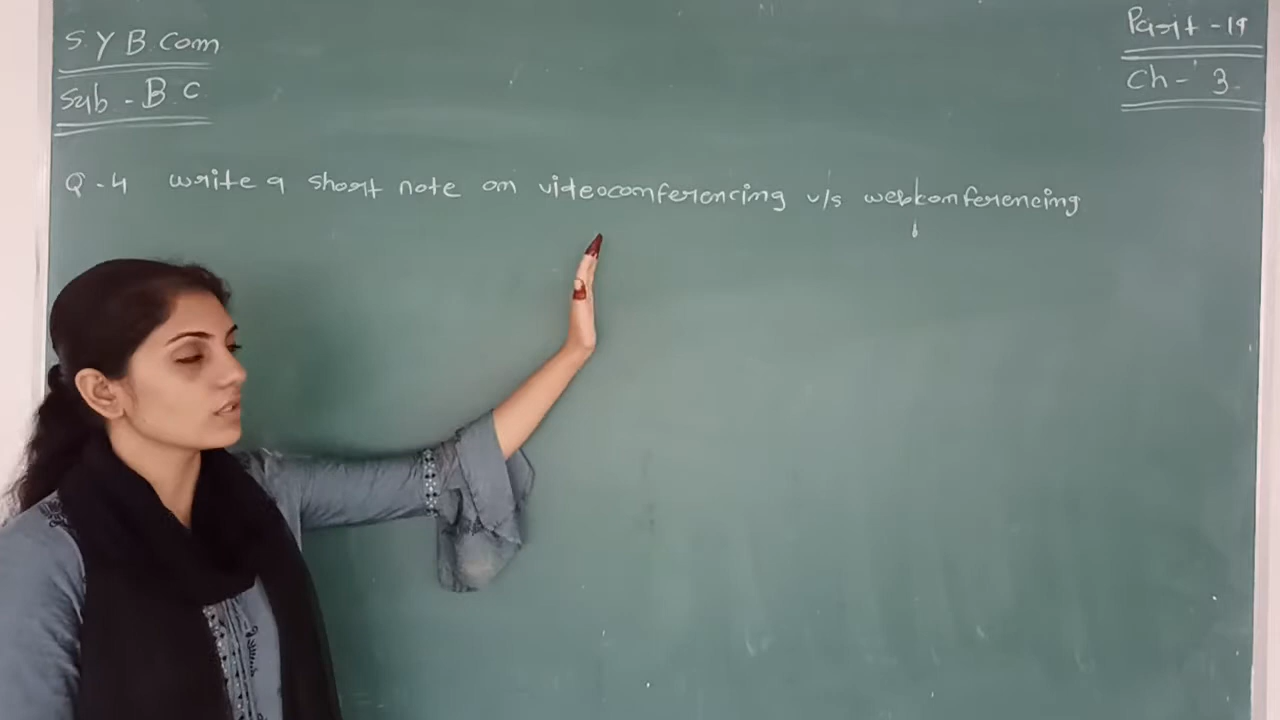 S.Y B.Com
Sub - B.C
Part - 19
Ch - 3.
Q-4 write a short note on videoconferencing v/s webconferencing